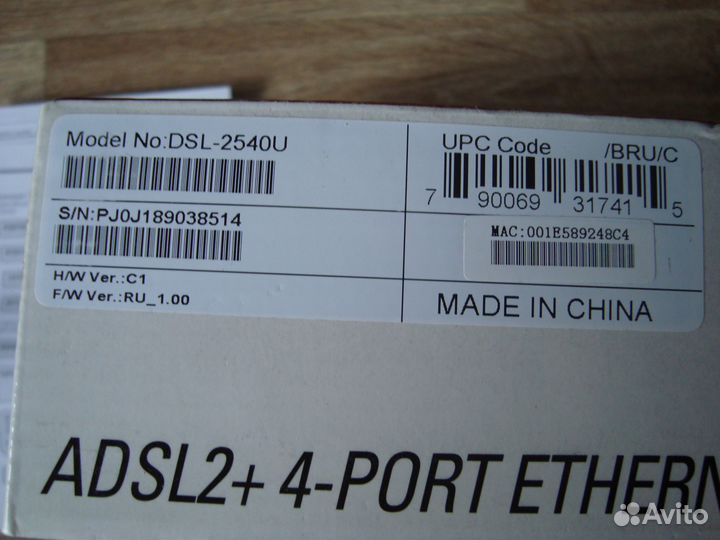 Model No:DSL-2540U
S/N:PJ0J189038514
H/W Ver.:C1
F/W Ver.:RU_1.00
UPC Code /BRU/C
7 90069 31741 5
MAC:001E589248C4
MADE IN CHINA
ADSL2+ 4-PORT ETHERN
Avito